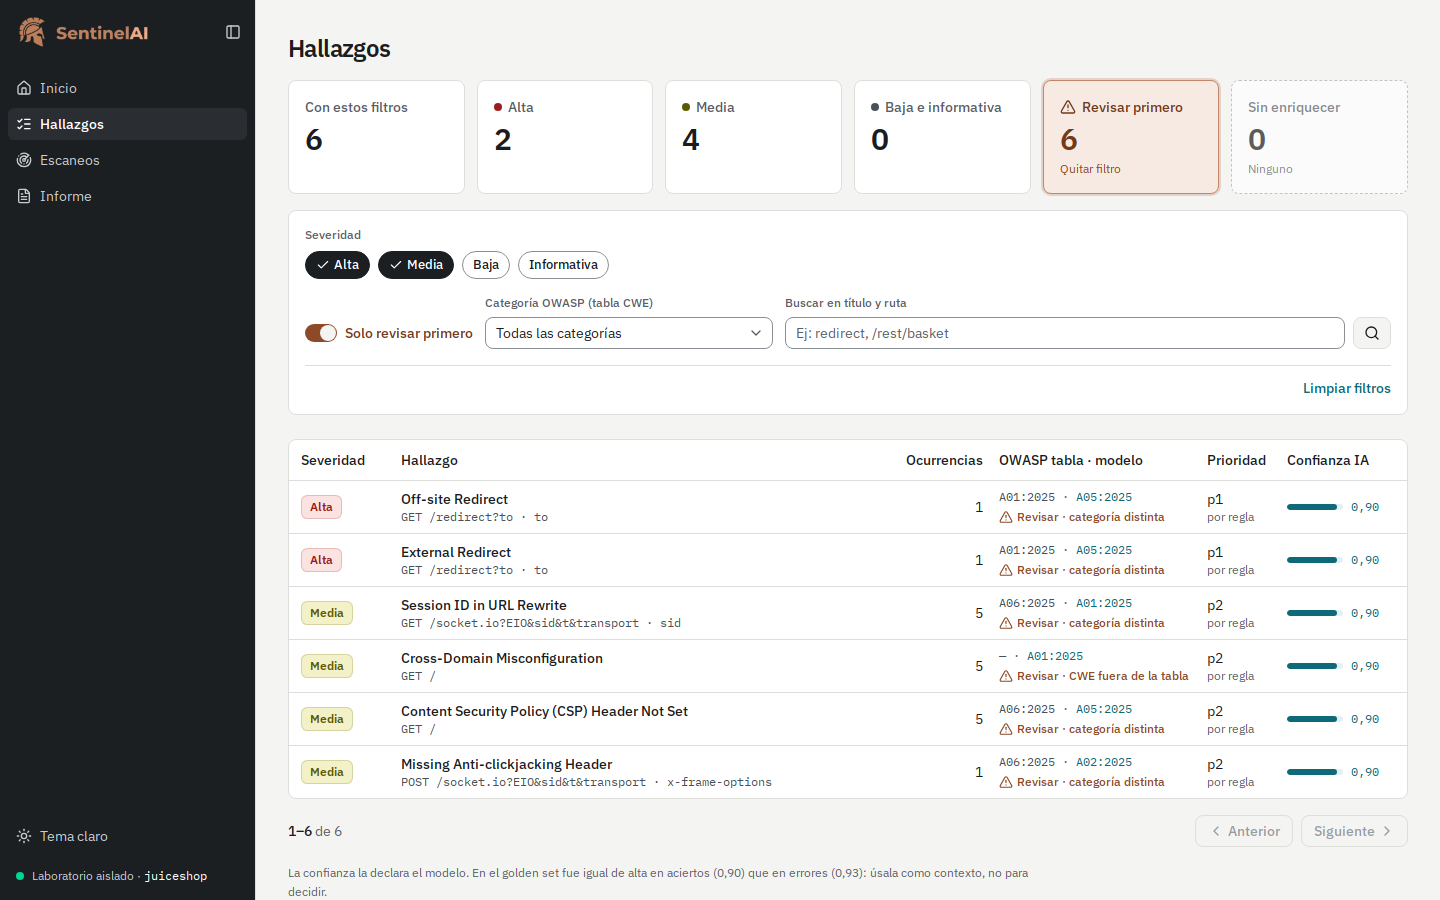 SentinelAI
Inicio
Hallazgos
Escaneos
Informe
Tema claro
Laboratorio aislado · juiceshop
Hallazgos
Con estos filtros
6
Alta
2
Media
4
Baja e informativa
0
Revisar primero
6
Quitar filtro
Sin enriquecer
0
Ninguno
Severidad
Alta Media Baja Informativa
Categoría OWASP (tabla CWE) Buscar en título y ruta
Solo revisar primero Todas las categorías Ej: redirect, /rest/basket
Limpiar filtros
Severidad Hallazgo Ocurrencias OWASP tabla · modelo Prioridad Confianza IA
Alta Off-site Redirect 1 A01:2025 · A05:2025 p1 0,90
GET /redirect?to · to Revisar · categoría distinta por regla
Alta External Redirect 1 A01:2025 · A05:2025 p1 0,90
GET /redirect?to · to Revisar · categoría distinta por regla
Media Session ID in URL Rewrite 5 A06:2025 · A01:2025 p2 0,90
GET /socket.io?EIO&sid&t&transport · sid Revisar · categoría distinta por regla
Media Cross-Domain Misconfiguration 5 — · A01:2025 p2 0,90
GET / Revisar · CWE fuera de la tabla por regla
Media Content Security Policy (CSP) Header Not Set 5 A06:2025 · A05:2025 p2 0,90
GET / Revisar · categoría distinta por regla
Media Missing Anti-clickjacking Header 1 A06:2025 · A02:2025 p2 0,90
POST /socket.io?EIO&sid&t&transport · x-frame-options Revisar · categoría distinta por regla
1–6 de 6 Anterior Siguiente
La confianza la declara el modelo. En el golden set fue igual de alta en aciertos (0,90) que en errores (0,93): úsala como contexto, no para
decidir.